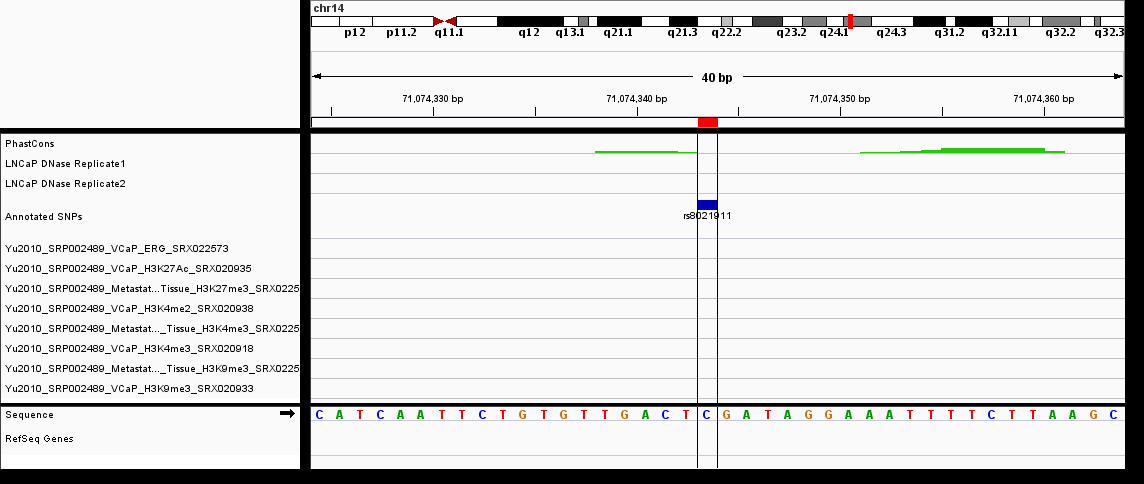 chr14
p12 p11.2 q11.1 q12 q13.1 q21.1 q21.3 q22.2 q23.2 q24.1 q24.3 q31.2 q32.11 q32.2 q32.3
40 bp
71,074,330 bp 71,074,340 bp 71,074,350 bp 71,074,360 bp
PhastCons
LNCaP DNase Replicate1
LNCaP DNase Replicate2
Annotated SNPs
rs8021911
Yu2010_SRP002489_VCaP_ERG_SRX022573
Yu2010_SRP002489_VCaP_H3K27Ac_SRX020935
Yu2010_SRP002489_Metastat..._Tissue_H3K27me3_SRX0225
Yu2010_SRP002489_VCaP_H3K4me2_SRX020938
Yu2010_SRP002489_Metastat..._Tissue_H3K4me3_SRX0225
Yu2010_SRP002489_VCaP_H3K4me3_SRX020918
Yu2010_SRP002489_Metastat..._Tissue_H3K9me3_SRX0225
Yu2010_SRP002489_VCaP_H3K9me3_SRX020933
Sequence C A T C A A T T C T G T G T T G A C T C G A T A G G A A A T T T T C T T A A G C
RefSeq Genes